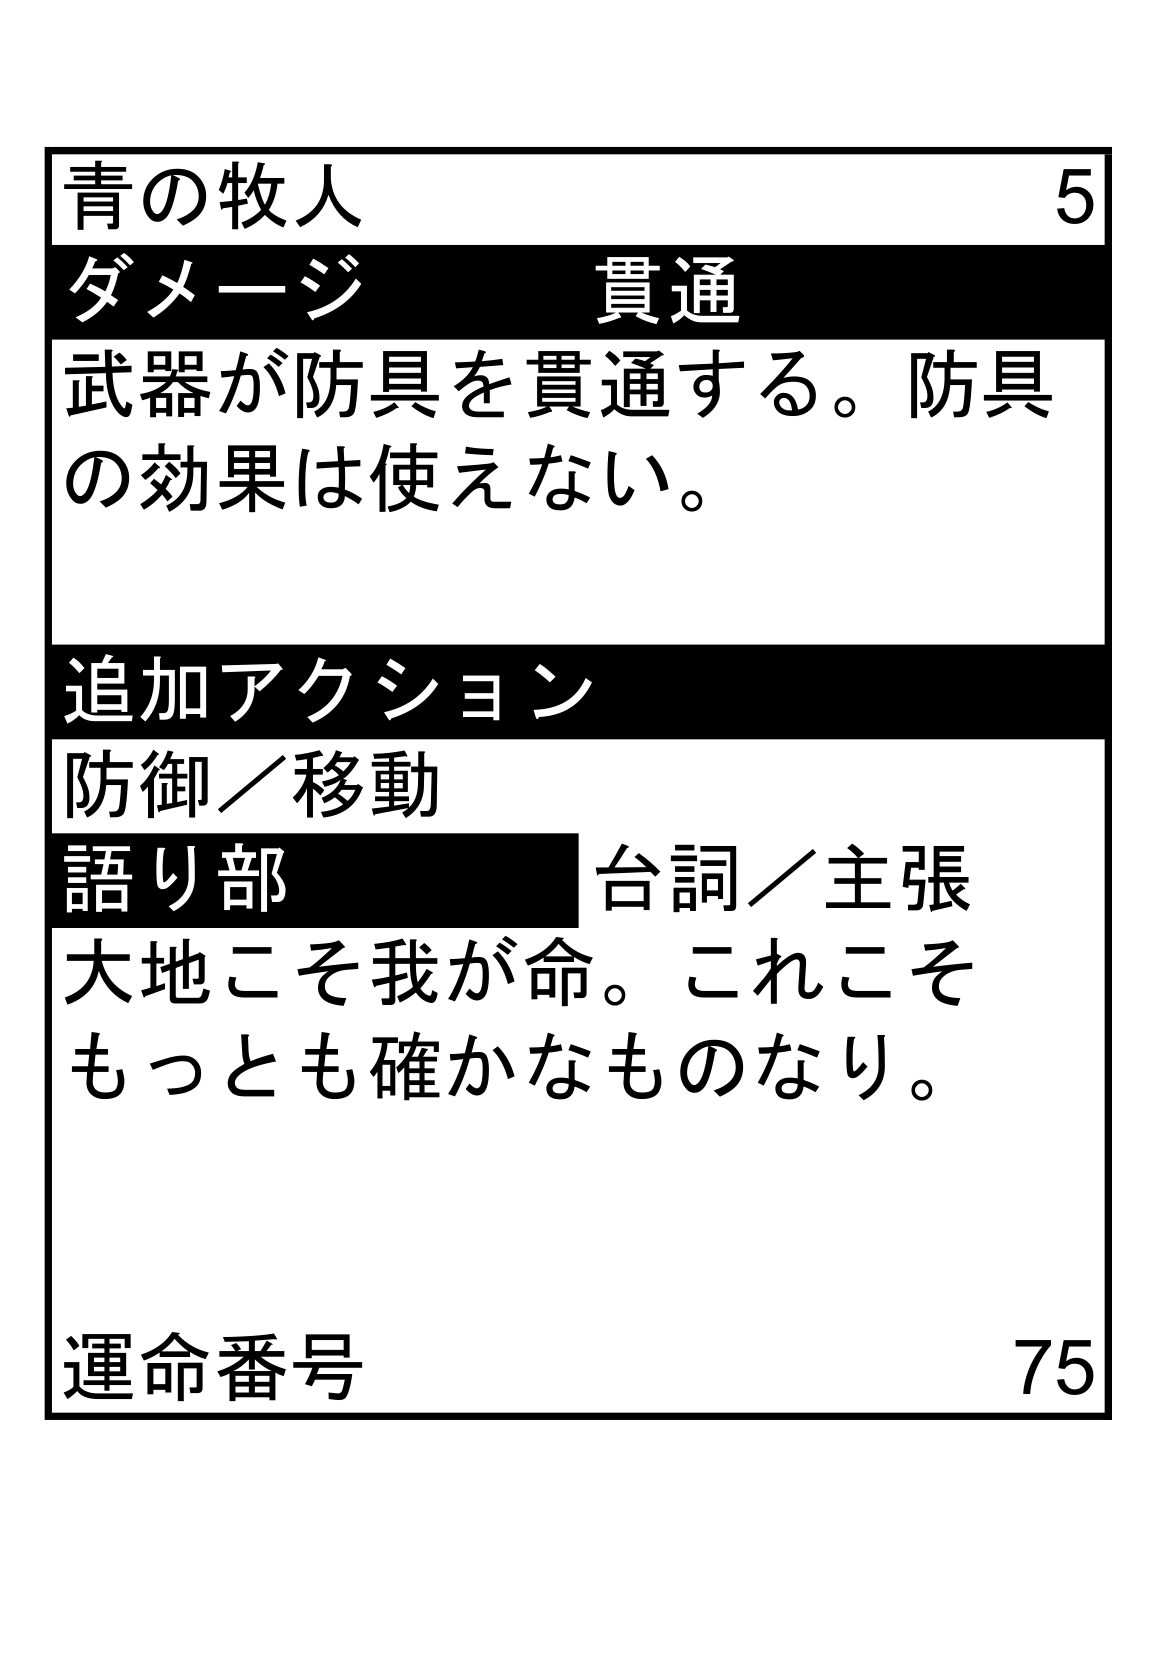 青の牧人 5
ダメージ 貫通
武器が防具を貫通する。防具
の効果は使えない。
追加アクション
防御／移動
語り部 台詞／主張
大地こそ我が命。これこそ
もっとも確かなものなり。
運命番号 75